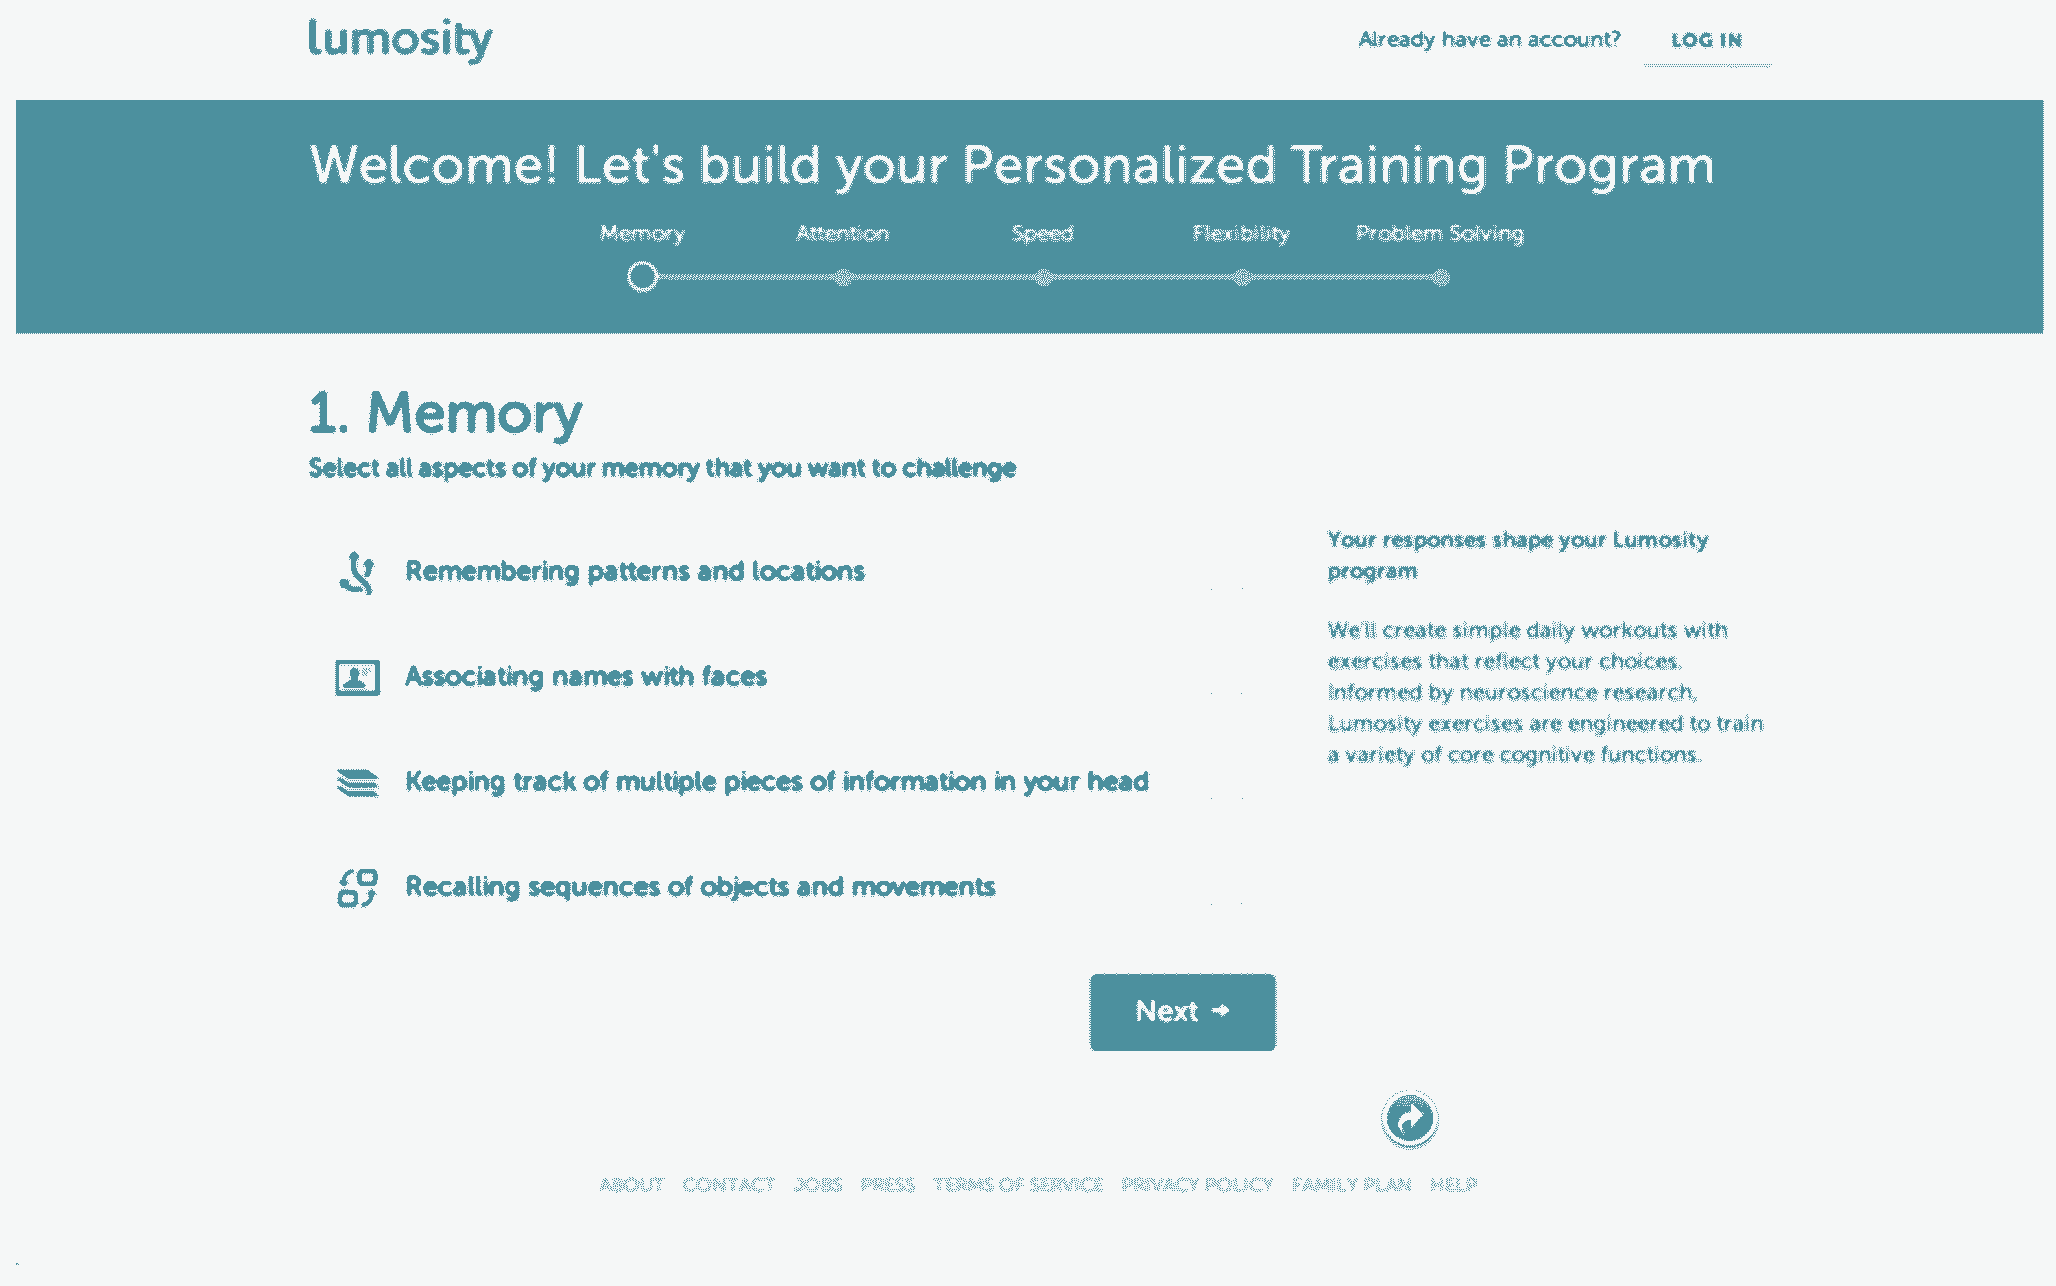 lumosity
Already have an account? LOG IN
Welcome! Let's build your Personalized Training Program
Memory Attention Speed Flexibility Problem Solving
1. Memory
Select all aspects of your memory that you want to challenge
Remembering patterns and locations
Associating names with faces
Keeping track of multiple pieces of information in your head
Recalling sequences of objects and movements
Your responses shape your Lumosity
program
We'll create simple daily workouts with
exercises that reflect your choices.
Informed by neuroscience research,
Lumosity exercises are engineered to train
a variety of core cognitive functions.
Next
ABOUT CONTACT JOBS PRESS TERMS OF SERVICE PRIVACY POLICY FAMILY PLAN HELP